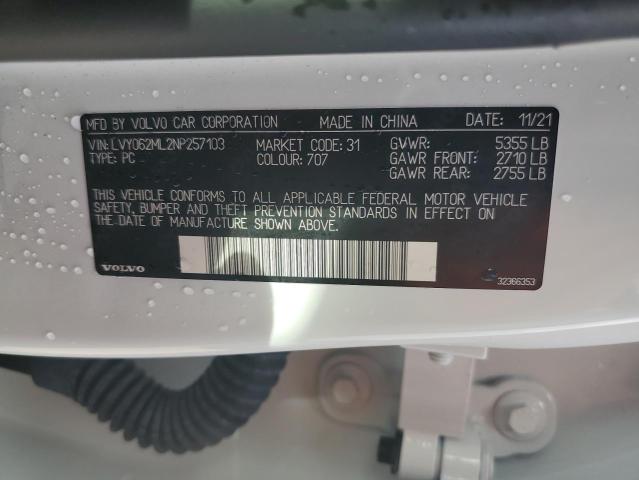 MFD BY VOLVO CAR CORPORATION MADE IN CHINA DATE: 11/21
VIN: LVY062ML2NP257103 MARKET CODE: 31 GVWR: 5355 LB
TYPE: PC COLOUR: 707 GAWR FRONT: 2710 LB
GAWR REAR: 2755 LB
THIS VEHICLE CONFORMS TO ALL APPLICABLE FEDERAL MOTOR VEHICLE
SAFETY, BUMPER AND THEFT PREVENTION STANDARDS IN EFFECT ON
THE DATE OF MANUFACTURE SHOWN ABOVE.
VOLVO 32366353